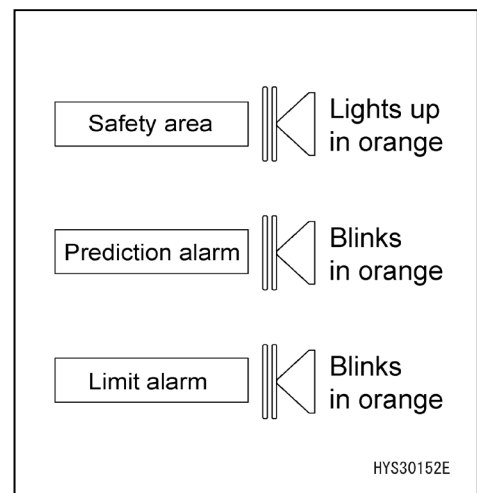 Safety area
Lights up
in orange
Prediction alarm
Blinks
in orange
Limit alarm
Blinks
in orange
HYS30152E